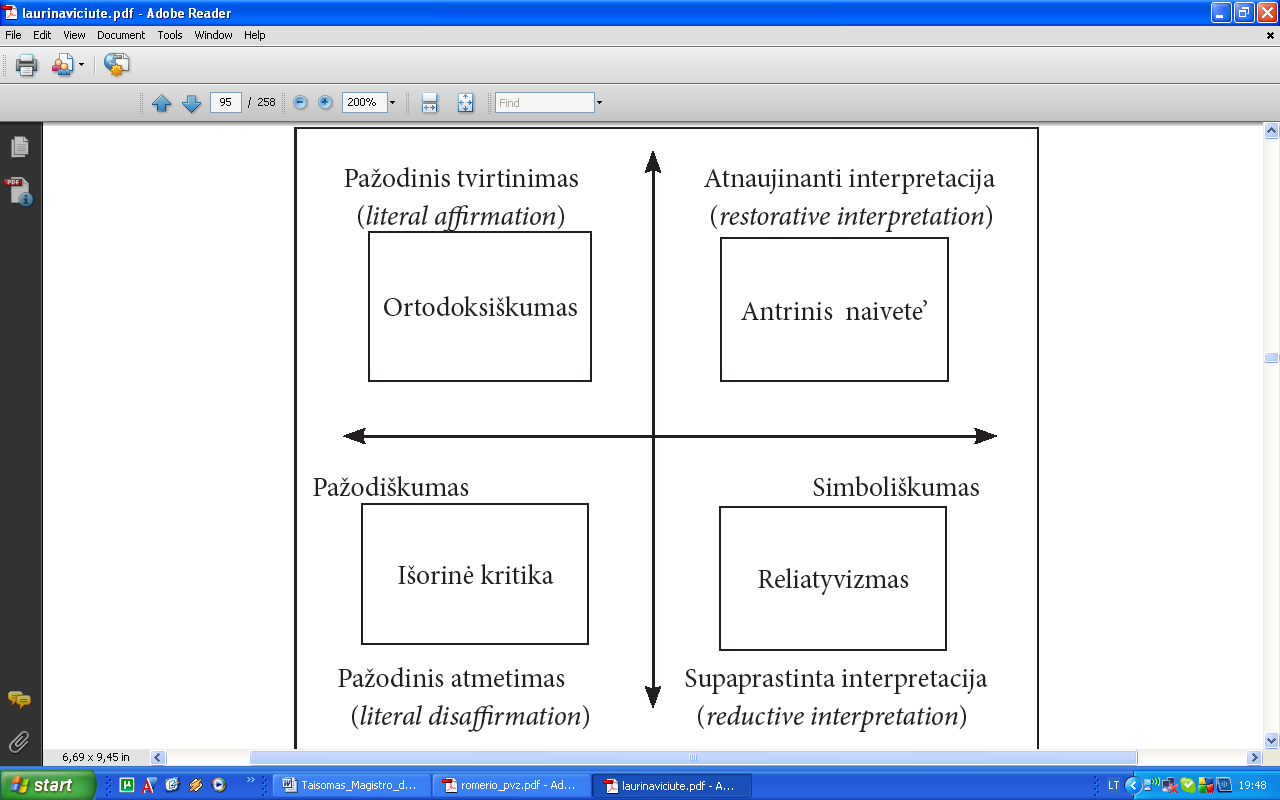 laurinaviciute.pdf - Adobe Reader
File Edit View Document Tools Window Help
95 / 258 200% Find
Pažodinis tvirtinimas
(literal affirmation)
Ortodoksiškumas
Atnaujinanti interpretacija
(restorative interpretation)
Antrinis naivete’
Pažodiškumas
Simboliškumas
Išorinė kritika
Pažodinis atmetimas
(literal disaffirmation)
Reliatyvizmas
Supaprastinta interpretacija
(reductive interpretation)
6,69 x 9,45 in
start Taisomas_Magistro_d... romerio_pvz.pdf - Ad... laurinaviciute.pdf - A... LT 19:48